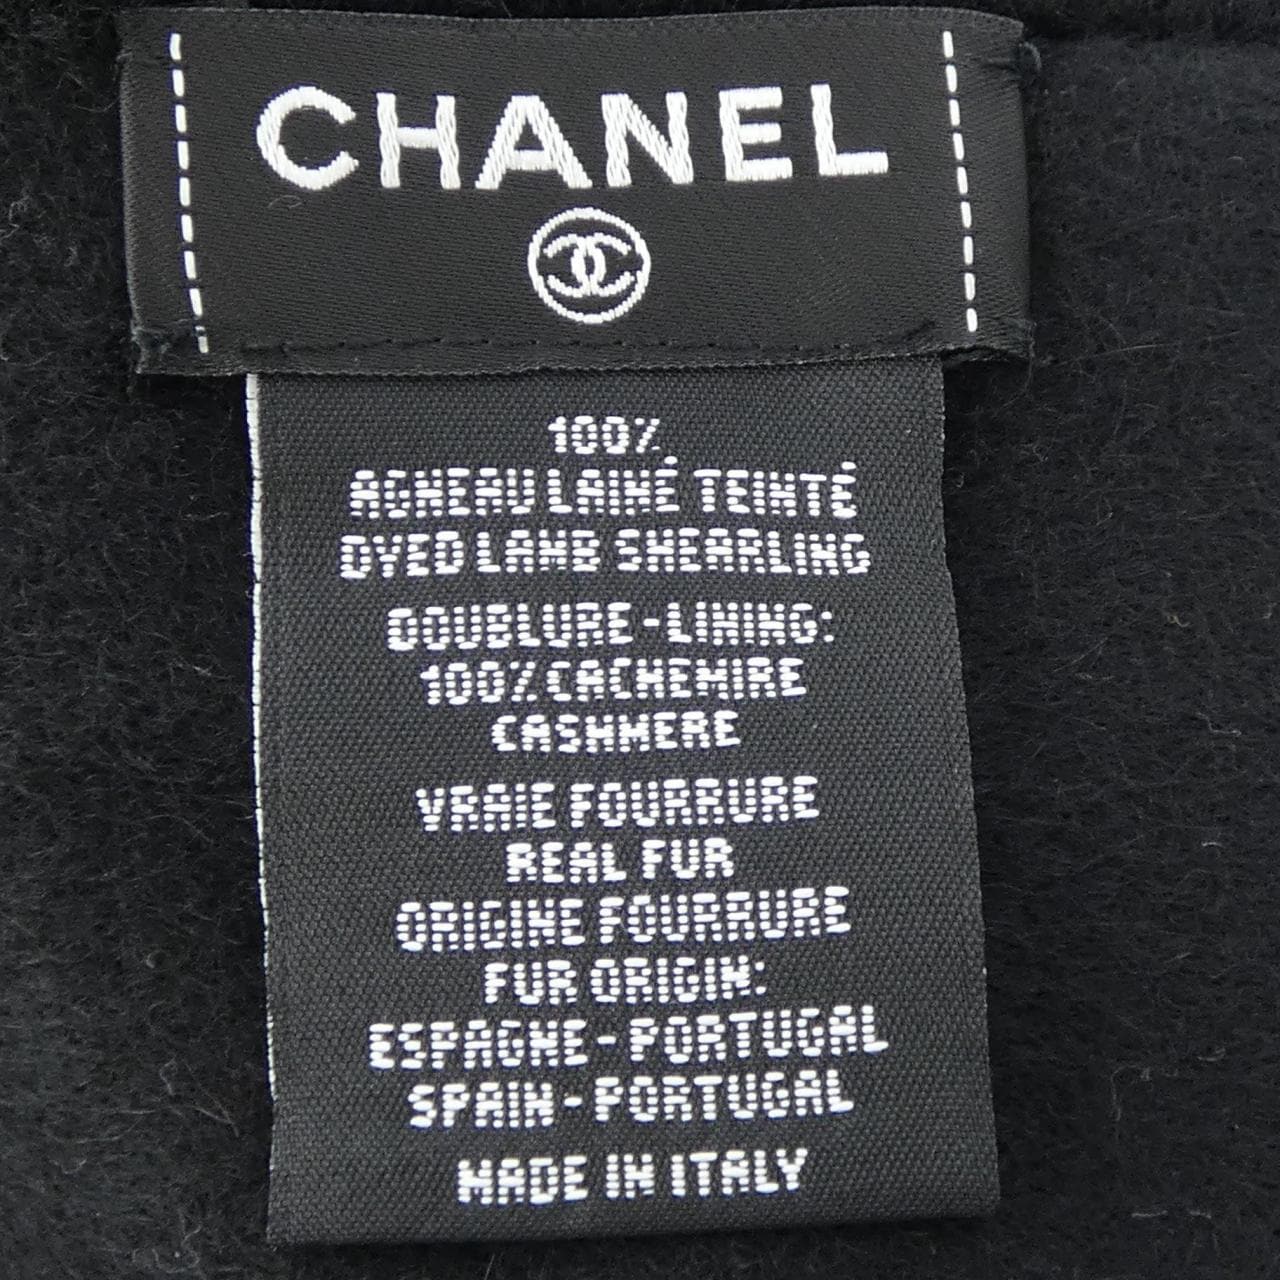 CHANEL
100%
AGNEAU LAINÉ TEINTÉ
DYED LAMB SHEARLING
DOUBLURE-LINING:
100% CACHEMIRE
CASHMERE
VRAIE FOURRURE
REAL FUR
ORIGINE FOURRURE
FUR ORIGIN:
ESPAGNE-PORTUGAL
SPAIN-PORTUGAL
MADE IN ITALY